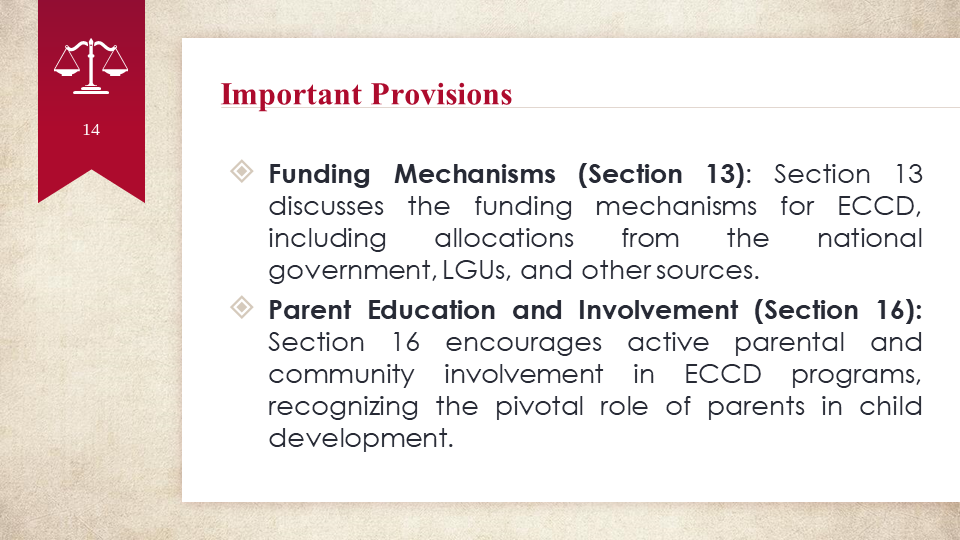 14
Important Provisions
Funding Mechanisms (Section 13): Section 13
discusses the funding mechanisms for ECCD,
including allocations from the national
government, LGUs, and other sources.
Parent Education and Involvement (Section 16):
Section 16 encourages active parental and
community involvement in ECCD programs,
recognizing the pivotal role of parents in child
development.